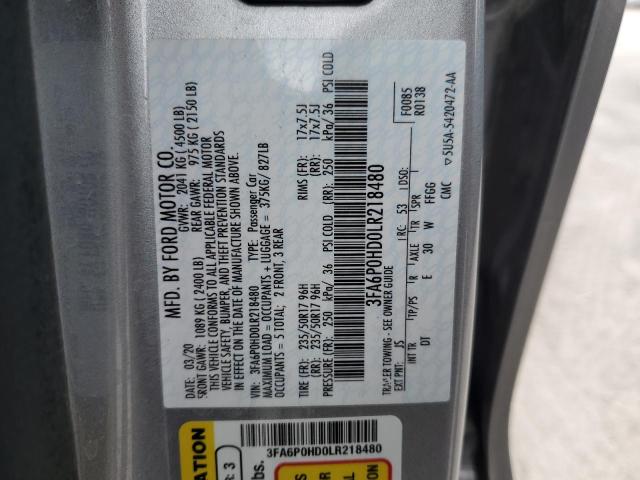 MFD. BY FORD MOTOR CO.
DATE: 03/20 GVWR: 2041 KG ( 4500 LB)
FRONT GAWR: 1089 KG ( 2400 LB) REAR GAWR: 975 KG ( 2150 LB)
THIS VEHICLE CONFORMS TO ALL APPLICABLE FEDERAL MOTOR
VEHICLE SAFETY, BUMPER, AND THEFT PREVENTION STANDARDS
IN EFFECT ON THE DATE OF MANUFACTURE SHOWN ABOVE.
VIN: 3FA6P0HD0LR218480 TYPE: Passenger Car
MAXIMUM LOAD = OCCUPANTS + LUGGAGE = 375KG/ 827LB
OCCUPANTS = 5 TOTAL; 2 FRONT, 3 REAR
TIRE (FR): 235/50R17 96H RIMS (FR): 17x7.5J
(RR): 235/50R17 96H (RR): 17x7.5J
PRESSURE (FR): 250 kPa/ 36 PSI COLD (RR): 250 kPa/ 36 PSI COLD
3FA6P0HD0LR218480
TRAILER TOWING - SEE OWNER GUIDE
F0085
R0138
EXT PNT: JS RC: 53 DSO:
INT TR TP/PS R AXLE TR SPR
DT E 30 W FFGG
CMC 5U5A-5420472-AA
3FA6P0HD0LR218480
R: 3
lbs.